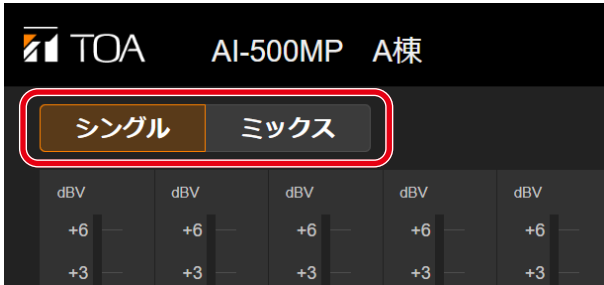 TOA AI-500MP A棟
シングル ミックス
dBV dBV dBV dBV dBV
+6 +6 +6 +6 +6
+3 +3 +3 +3 +3